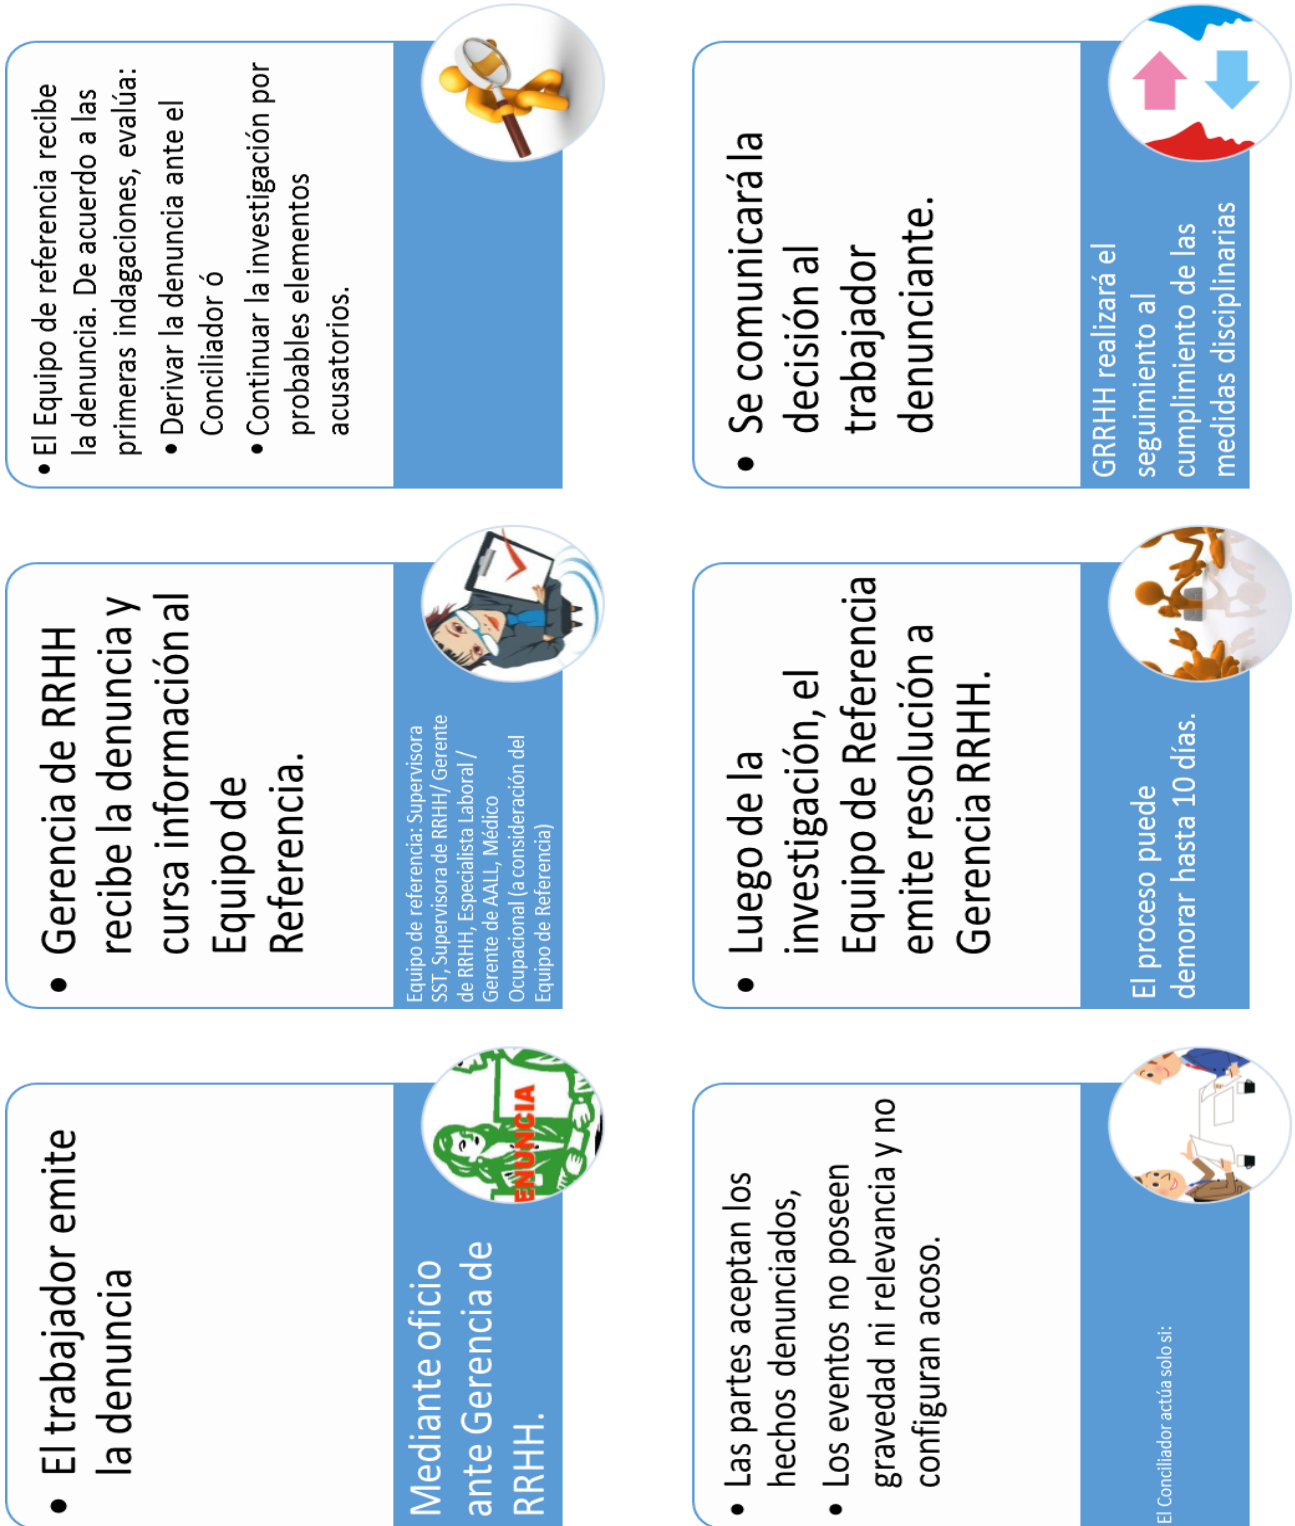 • El trabajador emite
la denuncia
Mediante oficio
ante Gerencia de
RRHH.
ENUNCIA
• Gerencia de RRHH
recibe la denuncia y
cursa información al
Equipo de
Referencia.
Equipo de referencia: Supervisora
SST, Supervisora de RRHH/ Gerente
de RRHH, Especialista Laboral /
Gerente de AALL, Médico
Ocupacional (a consideración del
Equipo de Referencia)
• El Equipo de referencia recibe
la denuncia. De acuerdo a las
primeras indagaciones, evalúa:
• Derivar la denuncia ante el
Conciliador ó
• Continuar la investigación por
probables elementos
acusatorios.
• Las partes aceptan los
hechos denunciados,
• Los eventos no poseen
gravedad ni relevancia y no
configuran acoso.
El Conciliador actúa solo si:
• Luego de la
investigación, el
Equipo de Referencia
emite resolución a
Gerencia RRHH.
El proceso puede
demorar hasta 10 días.
• Se comunicará la
decisión al
trabajador
denunciante.
GRRHH realizará el
seguimiento al
cumplimiento de las
medidas disciplinarias